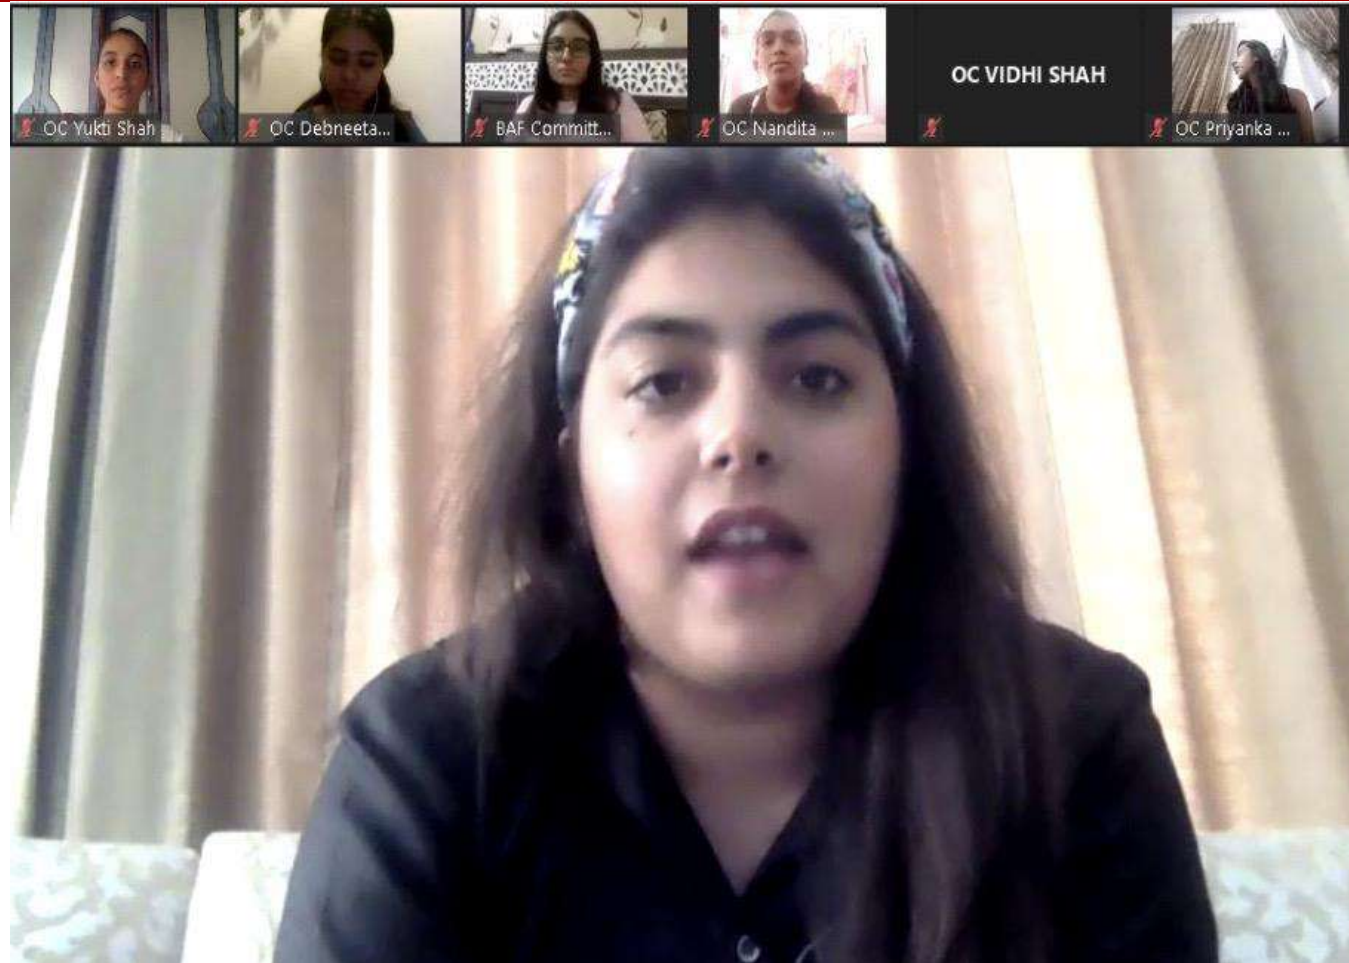 OC Yukti Shah
OC Debneeta...
BAF Committ...
OC Nandita ...
OC VIDHI SHAH
OC Priyanka ...